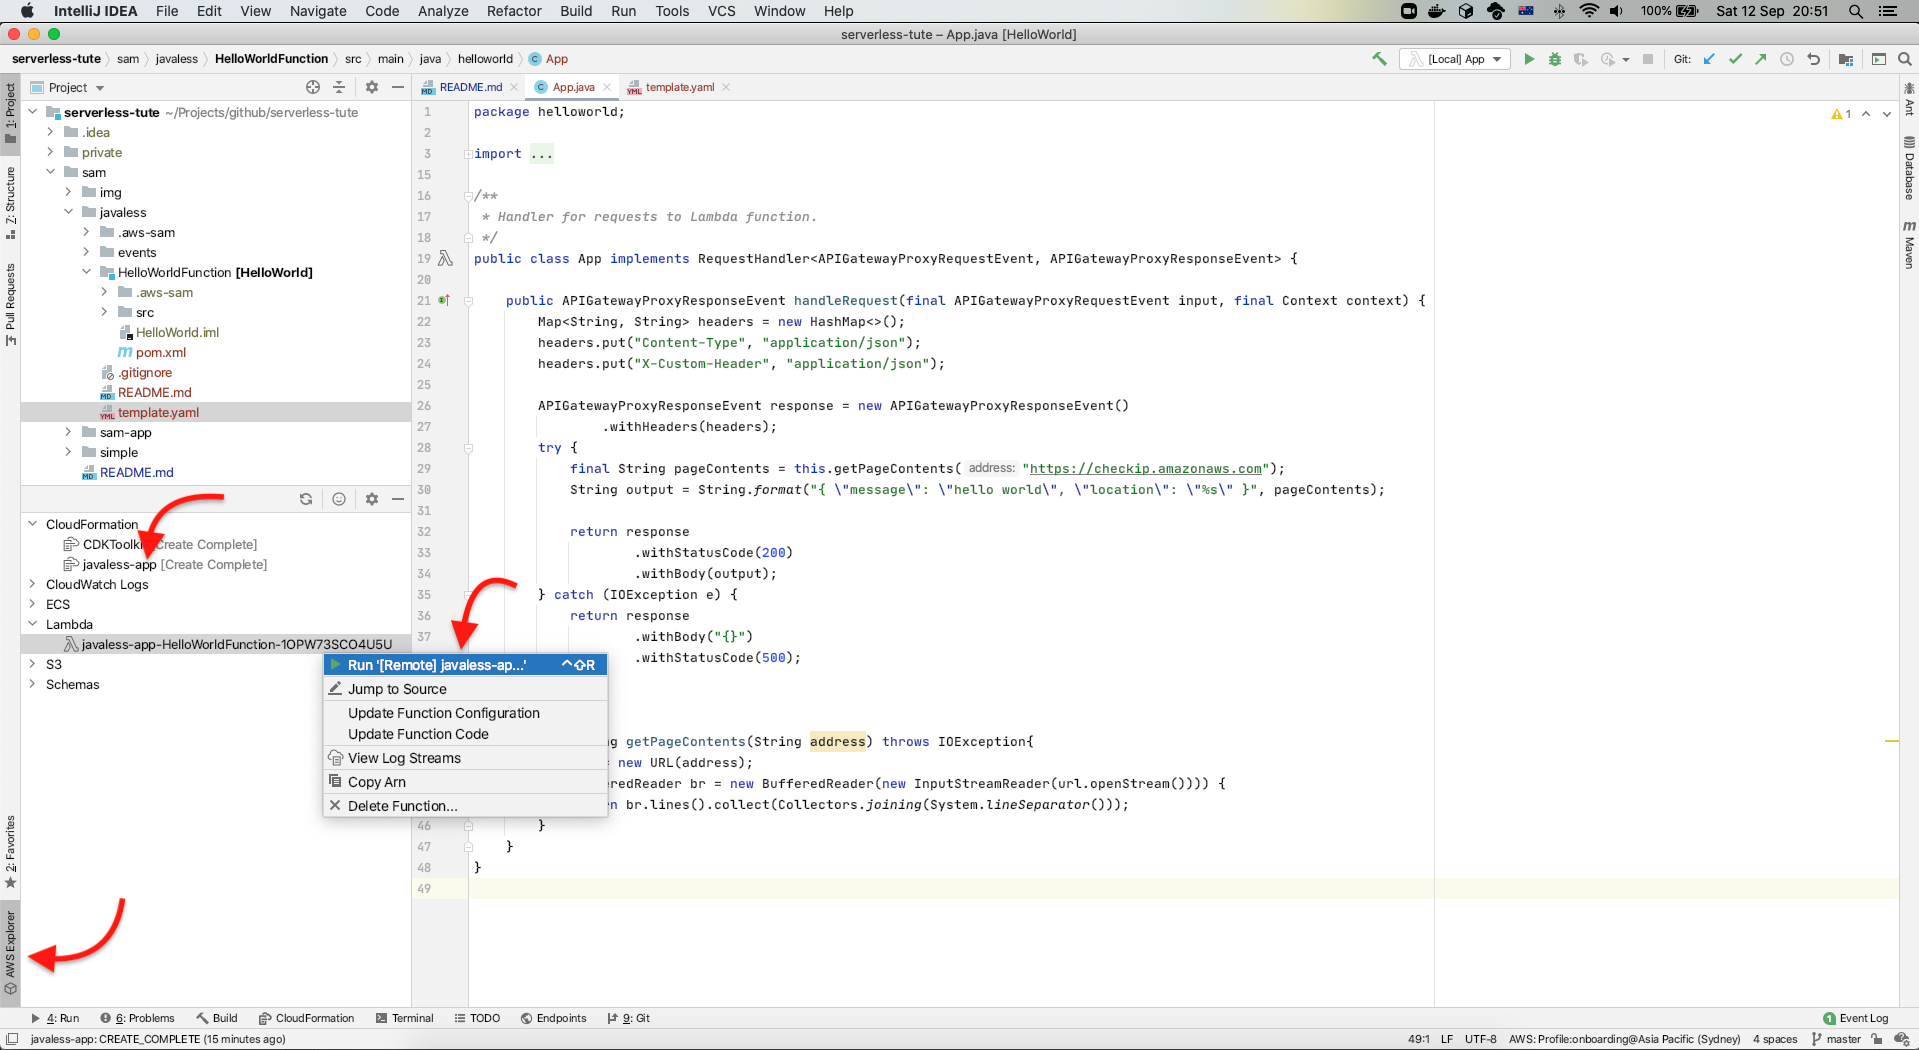 IntelliJ IDEA File Edit View Navigate Code Analyze Refactor Build Run Tools VCS Window Help 100% Sat 12 Sep 20:51
serverless-tute – App.java [HelloWorld]
serverless-tute sam javaless HelloWorldFunction src main java helloworld C App [Local] App Git:
Project
README.md App.java template.yaml
1: Project
7: Structure
Pull Requests
2: Favorites
AWS Explorer
serverless-tute ~/Projects/github/serverless-tute
.idea
private
sam
img
javaless
.aws-sam
events
HelloWorldFunction [HelloWorld]
.aws-sam
src
HelloWorld.iml
pom.xml
.gitignore
README.md
template.yaml
sam-app
simple
README.md
CloudFormation
CDKToolki Create Complete]
javaless-app [Create Complete]
CloudWatch Logs
ECS
Lambda
javaless-app-HelloWorldFunction-1OPW73SCO4U5U
S3
Schemas
Run '[Remote] javaless-ap...' ^⇧R
Jump to Source
Update Function Configuration
Update Function Code
View Log Streams
Copy Arn
Delete Function...
1 package helloworld;
2
3 import ...
15
16 /**
17 * Handler for requests to Lambda function.
18 */
19 public class App implements RequestHandler<APIGatewayProxyRequestEvent, APIGatewayProxyResponseEvent> {
20
21 public APIGatewayProxyResponseEvent handleRequest(final APIGatewayProxyRequestEvent input, final Context context) {
22 Map<String, String> headers = new HashMap<>();
23 headers.put("Content-Type", "application/json");
24 headers.put("X-Custom-Header", "application/json");
25
26 APIGatewayProxyResponseEvent response = new APIGatewayProxyResponseEvent()
27 .withHeaders(headers);
28 try {
29 final String pageContents = this.getPageContents( address: "https://checkip.amazonaws.com");
30 String output = String.format("{ \"message\": \"hello world\", \"location\": \"%s\" }", pageContents);
31
32 return response
33 .withStatusCode(200)
34 .withBody(output);
35 } catch (IOException e) {
36 return response
37 .withBody("{}")
.withStatusCode(500);
g getPageContents(String address) throws IOException{
= new URL(address);
eredReader br = new BufferedReader(new InputStreamReader(url.openStream()))) {
n br.lines().collect(Collectors.joining(System.lineSeparator()));
46 }
47 }
48 }
49
1
Ant
Database
Maven
4: Run 6: Problems Build CloudFormation Terminal TODO Endpoints 9: Git 1 Event Log
javaless-app: CREATE_COMPLETE (15 minutes ago) 49:1 LF UTF-8 AWS: Profile:onboarding@Asia Pacific (Sydney) 4 spaces master